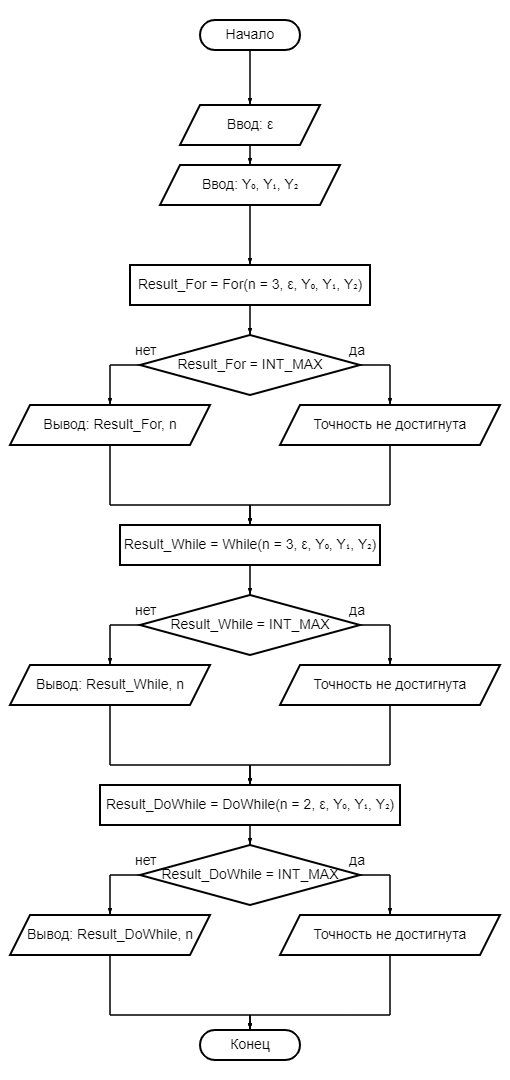 Начало
Ввод: ε
Ввод: Y₀, Y₁, Y₂
Result_For = For(n = 3, ε, Y₀, Y₁, Y₂)
нет
да
Result_For = INT_MAX
Вывод: Result_For, n
Точность не достигнута
Result_While = While(n = 3, ε, Y₀, Y₁, Y₂)
нет
да
Result_While = INT_MAX
Вывод: Result_While, n
Точность не достигнута
Result_DoWhile = DoWhile(n = 2, ε, Y₀, Y₁, Y₂)
нет
да
Result_DoWhile = INT_MAX
Вывод: Result_DoWhile, n
Точность не достигнута
Конец